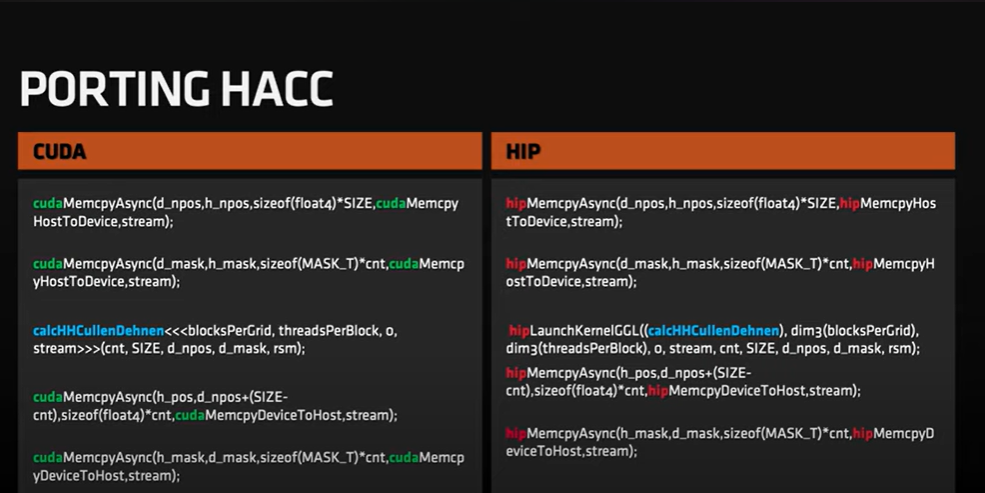 PORTING HACC
CUDA
cudaMemcpyAsync(d_npos,h_npos,sizeof(float4)*SIZE,cudaMemcpy
HostToDevice,stream);
cudaMemcpyAsync(d_mask,h_mask,sizeof(MASK_T)*cnt,cudaMemcp
yHostToDevice,stream);
calcHHCullenDehnen<<<blocksPerGrid, threadsPerBlock, 0,
stream>>>(cnt, SIZE, d_npos, d_mask, rsm);
cudaMemcpyAsync(h_pos,d_npos+(SIZE-
cnt),sizeof(float4)*cnt,cudaMemcpyDeviceToHost,stream);
cudaMemcpyAsync(h_mask,d_mask,sizeof(MASK_T)*cnt,cudaMemcp
yDeviceToHost,stream);
HIP
hipMemcpyAsync(d_npos,h_npos,sizeof(float4)*SIZE,hipMemcpyHos
tToDevice,stream);
hipMemcpyAsync(d_mask,h_mask,sizeof(MASK_T)*cnt,hipMemcpyH
ostToDevice,stream);
hipLaunchKernelGGL((calcHHCullenDehnen), dim3(blocksPerGrid),
dim3(threadsPerBlock), 0, stream, cnt, SIZE, d_npos, d_mask, rsm);
hipMemcpyAsync(h_pos,d_npos+(SIZE-
cnt),sizeof(float4)*cnt,hipMemcpyDeviceToHost,stream);
hipMemcpyAsync(h_mask,d_mask,sizeof(MASK_T)*cnt,hipMemcpyD
eviceToHost,stream);